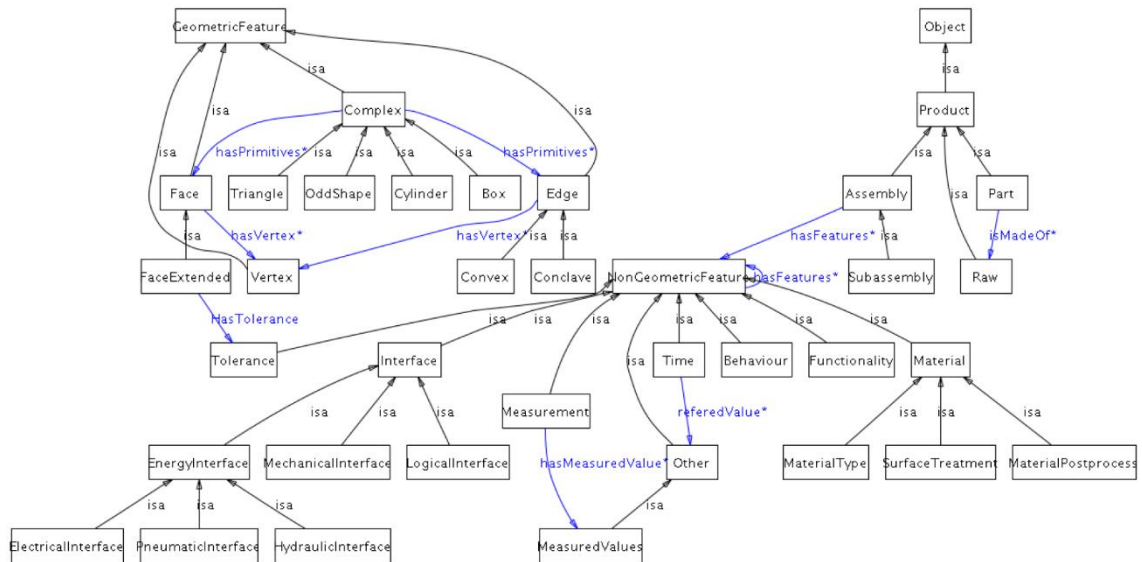 GeometricFeature
Object
isa
isa
isa
isa
Complex
Product
isa
hasPrimitives*
isa
isa
isa
isa
hasPrimitives*
isa
isa
isa
Face
Triangle
OddShape
Cylinder
Box
Edge
Assembly
Part
isa
hasVertex*
hasVertex*
isa
isa
hasFeatures*
isa
isMadeOf*
FaceExtended
Vertex
Convex
Conclave
NonGeometricFeature
hasFeatures*
Subassembly
Raw
HasTolerance
isa
isa
isa
isa
isa
isa
isa
isa
Tolerance
Interface
Time
Behaviour
Functionality
Material
Measurement
referedValue*
isa
isa
isa
isa
isa
isa
EnergyInterface
MechanicalInterface
LogicalInterface
hasMeasuredValue*
Other
MaterialType
SurfaceTreatment
MaterialPostprocess
isa
isa
isa
isa
ElectricalInterface
PneumaticInterface
HydraulicInterface
MeasuredValues